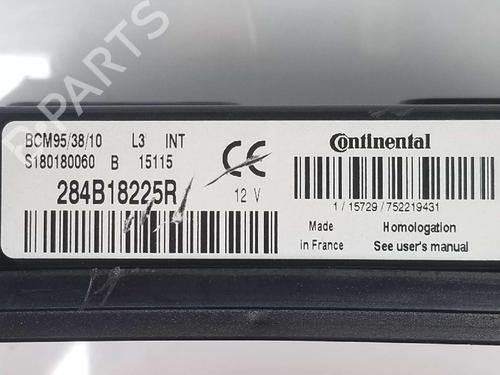 BCM95/38/10 L3 INT
S180180060 B 15115
284B18225R
CE
12 V
Continental
1 / 15729 / 752219431
Made Homologation
in France See user's manual
B-PARTS